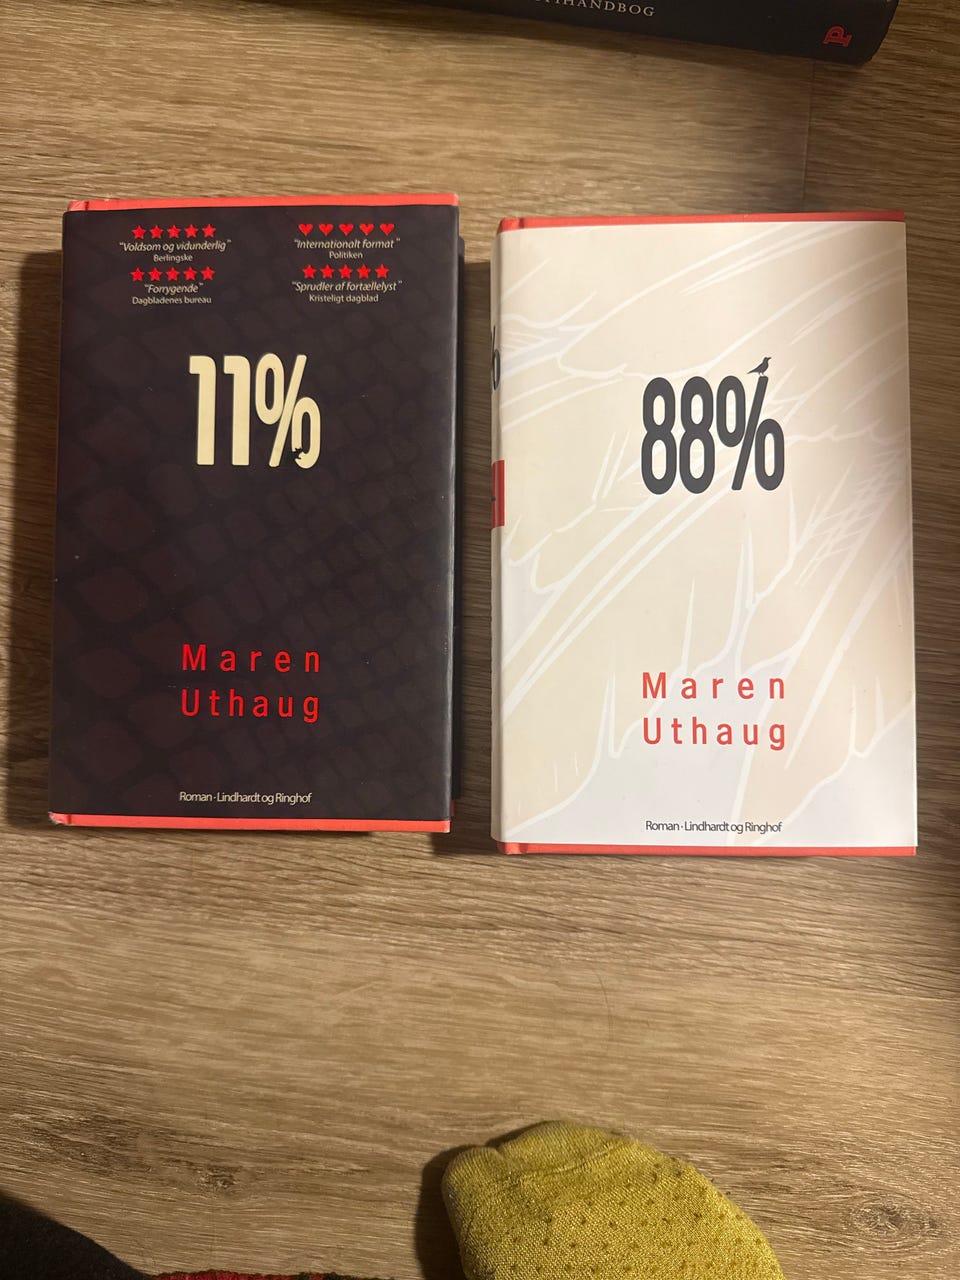 11%
"Voldsom og vidunderlig"
Berlingske
"Forrygende"
Dagbladenes bureau
"Internationalt format"
Politiken
"Sprudler af fortællelyst"
Kristeligt dagblad
Maren
Uthaug
Roman · Lindhardt og Ringhof
88%
Maren
Uthaug
Roman · Lindhardt og Ringhof